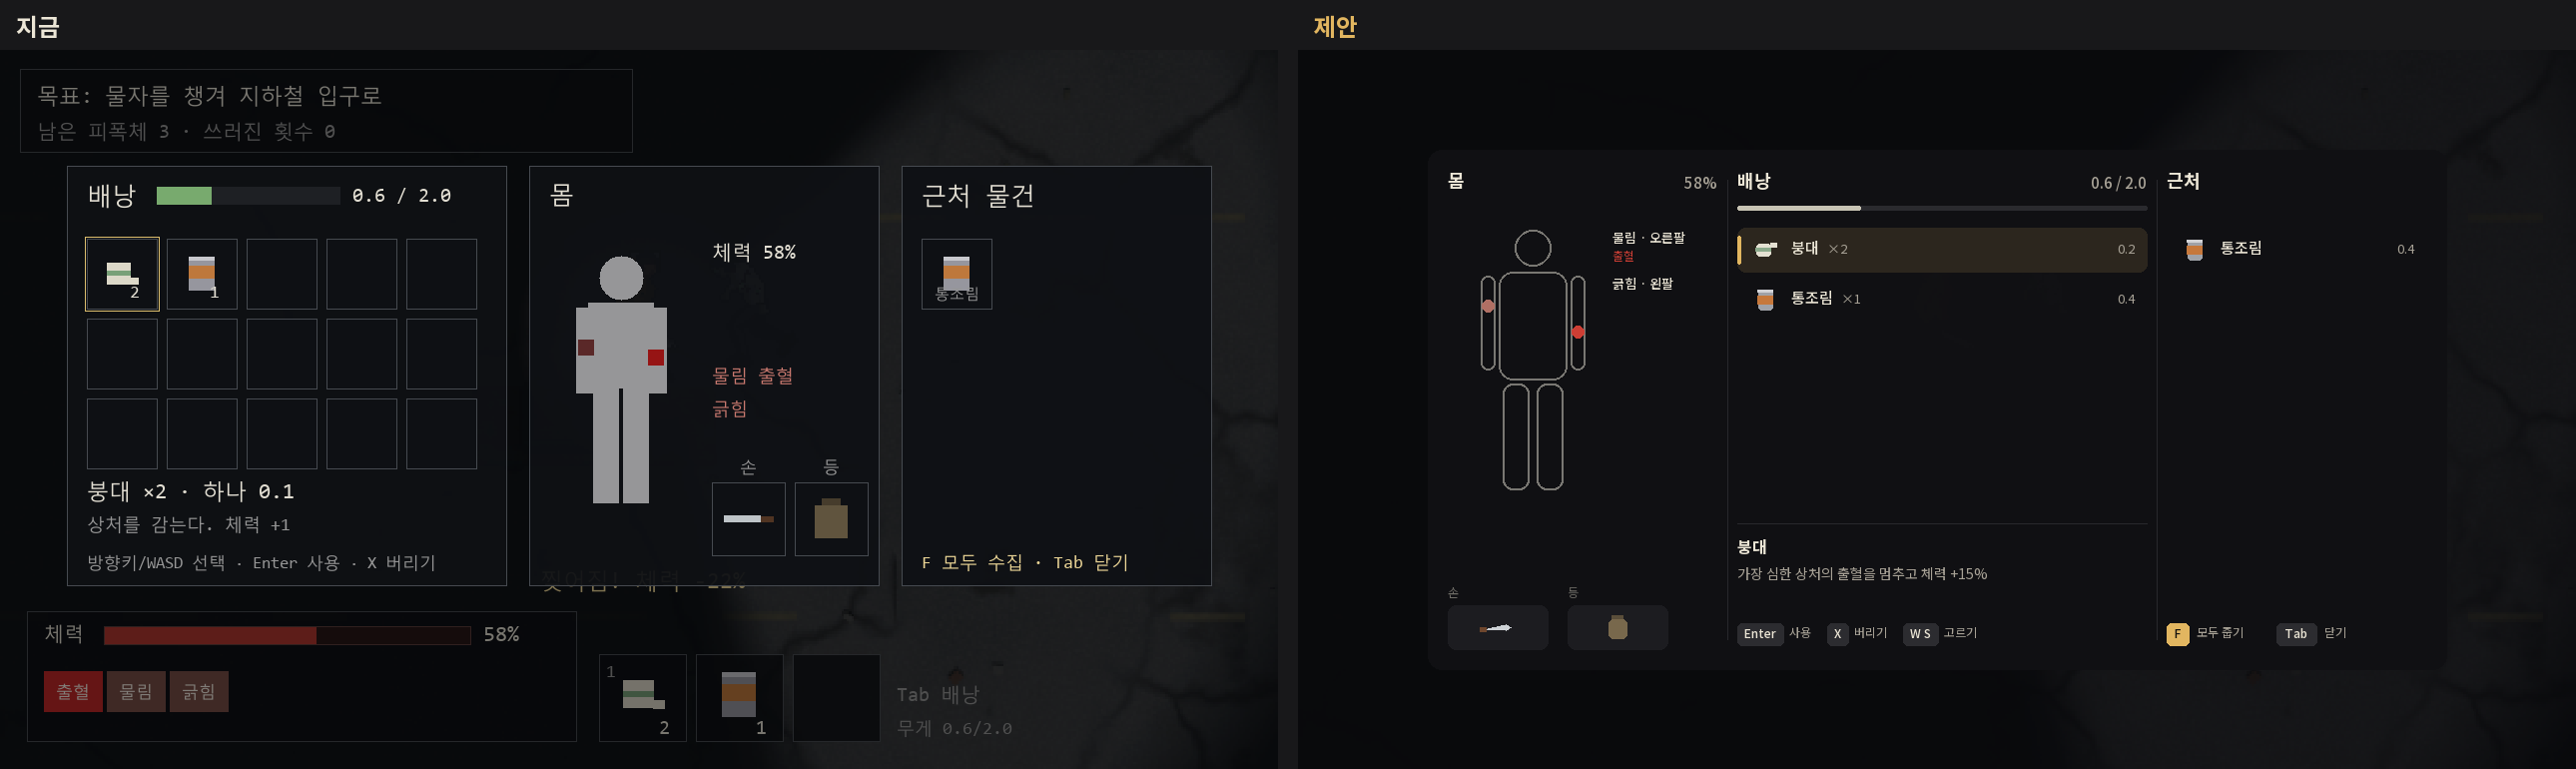 지금
목표: 물자를 챙겨 지하철 입구로
남은 피폭체 3 · 쓰러진 횟수 0
배낭 0.6 / 2.0
2
1
붕대 ×2 · 하나 0.1
상처를 감는다. 체력 +1
방향키/WASD 선택 · Enter 사용 · X 버리기
몸
체력 58%
물림 출혈
긁힘
손 등
찢어짐! 체력 -22%
근처 물건
통조림
F 모두 수집 · Tab 닫기
체력 58%
출혈 물림 긁힘
1
2
1
Tab 배낭
무게 0.6/2.0
제안
몸 58%
물림 · 오른팔
출혈
긁힘 · 왼팔
손 등
배낭 0.6 / 2.0
붕대 ×2 0.2
통조림 ×1 0.4
붕대
가장 심한 상처의 출혈을 멈추고 체력 +15%
Enter 사용 X 버리기 W S 고르기
근처
통조림 0.4
F 모두 줍기 Tab 닫기